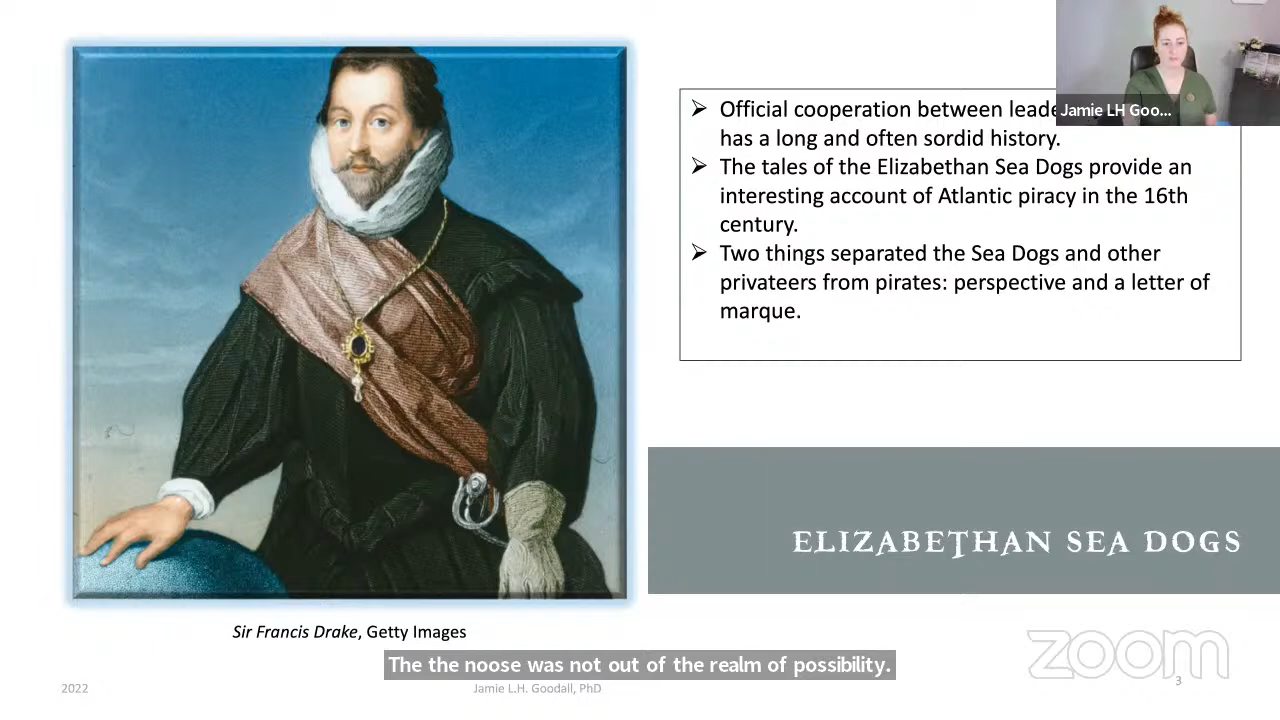 Jamie LH Goo...
➢ Official cooperation between leade
has a long and often sordid history.
➢ The tales of the Elizabethan Sea Dogs provide an
interesting account of Atlantic piracy in the 16th
century.
➢ Two things separated the Sea Dogs and other
privateers from pirates: perspective and a letter of
marque.
ELIZABETHAN SEA DOGS
Sir Francis Drake, Getty Images
The the noose was not out of the realm of possibility.
zoom
2022
Jamie L.H. Goodall, PhD
3